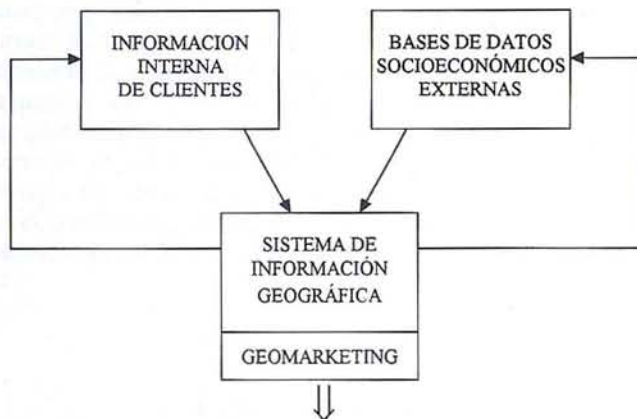 INFORMACION
INTERNA
DE CLIENTES
BASES DE DATOS
SOCIOECONÓMICOS
EXTERNAS
SISTEMA DE
INFORMACIÓN
GEOGRÁFICA
GEOMARKETING